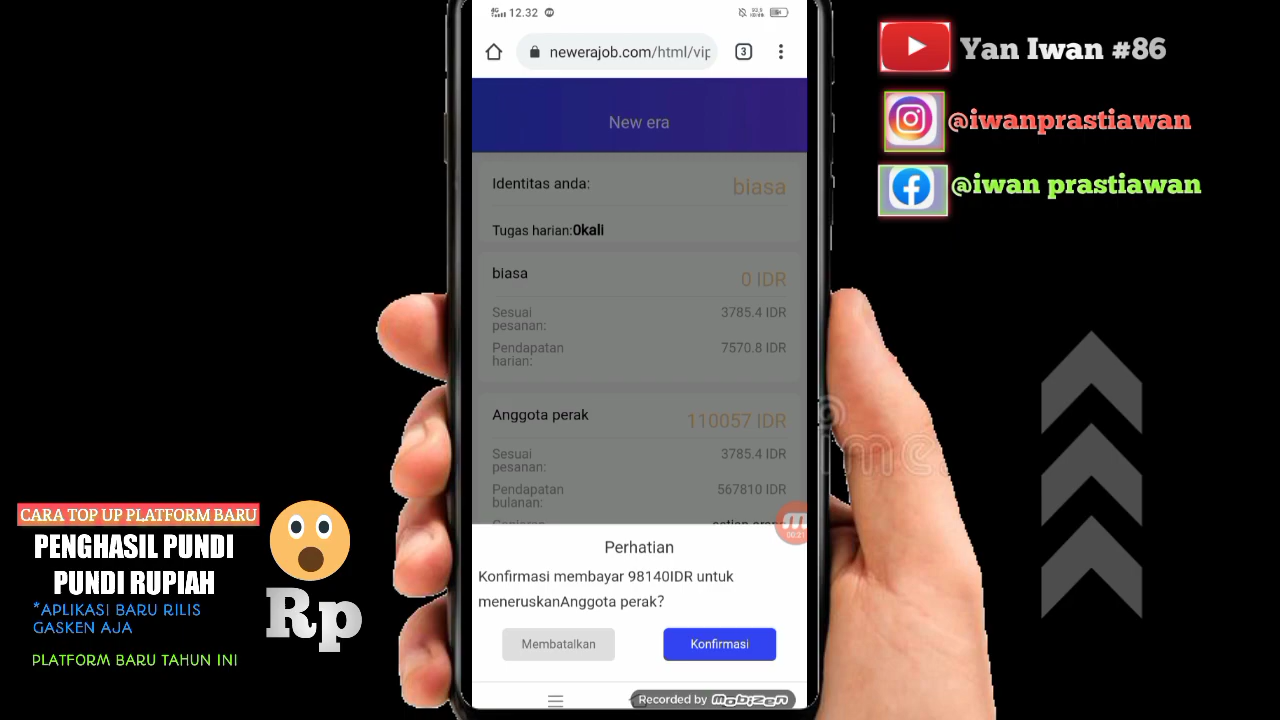 4G 12.32
newerajob.com/html/vip
3
New era
Identitas anda:
biasa
Tugas harian:0kali
biasa
0 IDR
Sesuai
pesanan:
3785.4 IDR
Pendapatan
harian:
7570.8 IDR
Anggota perak
110057 IDR
Sesuai
pesanan:
3785.4 IDR
Pendapatan
bulanan:
567810 IDR
00:21
Perhatian
Konfirmasi membayar 98140IDR untuk
meneruskanAnggota perak?
Membatalkan
Konfirmasi
Recorded by mobizen
Yan Iwan #86
@iwanprastiawan
@iwan prastiawan
CARA TOP UP PLATFORM BARU
PENGHASIL PUNDI
PUNDI RUPIAH
*APLIKASI BARU RILIS
GASKEN AJA
PLATFORM BARU TAHUN INI
Rp